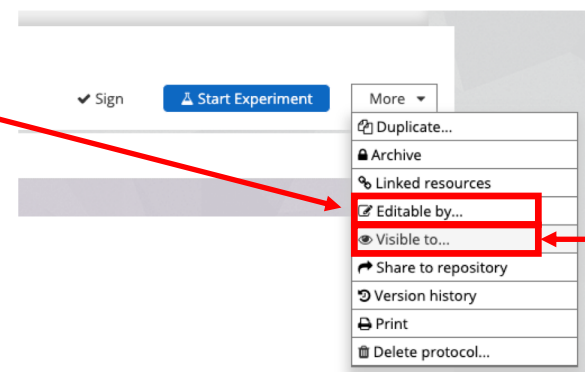 Sign Start Experiment More
Duplicate...
Archive
Linked resources
Editable by...
Visible to...
Share to repository
Version history
Print
Delete protocol...